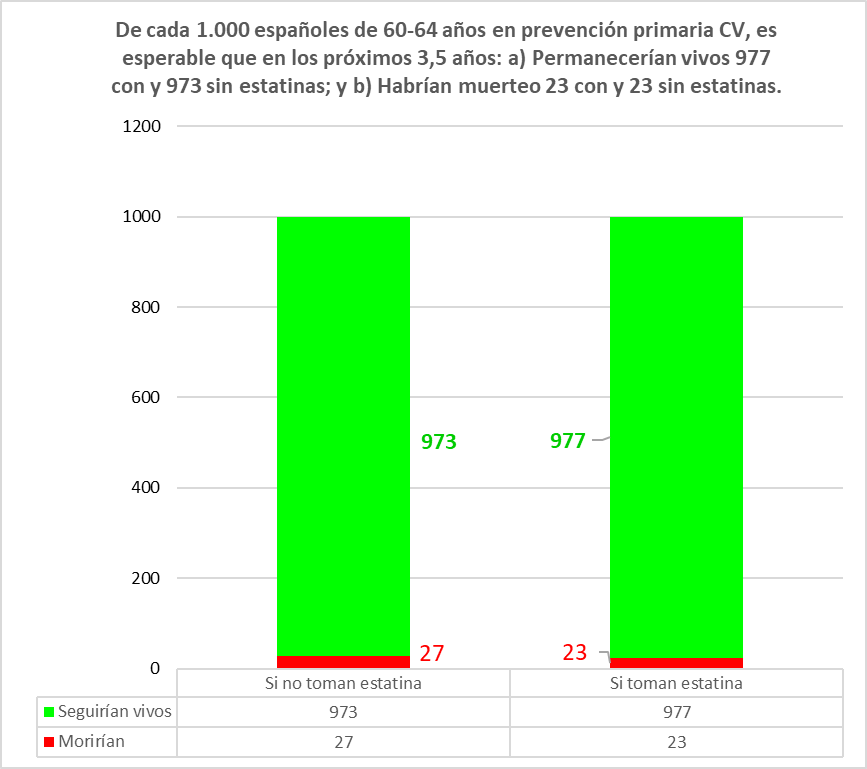 De cada 1.000 españoles de 60-64 años en prevención primaria CV, es
esperable que en los próximos 3,5 años: a) Permanecerían vivos 977
con y 973 sin estatinas; y b) Habrían muerteo 23 con y 23 sin estatinas.
1200
1000
800
600
400
200
0
973
977
27
23
Si no toman estatina Si toman estatina
Seguirían vivos 973 977
Morirían 27 23